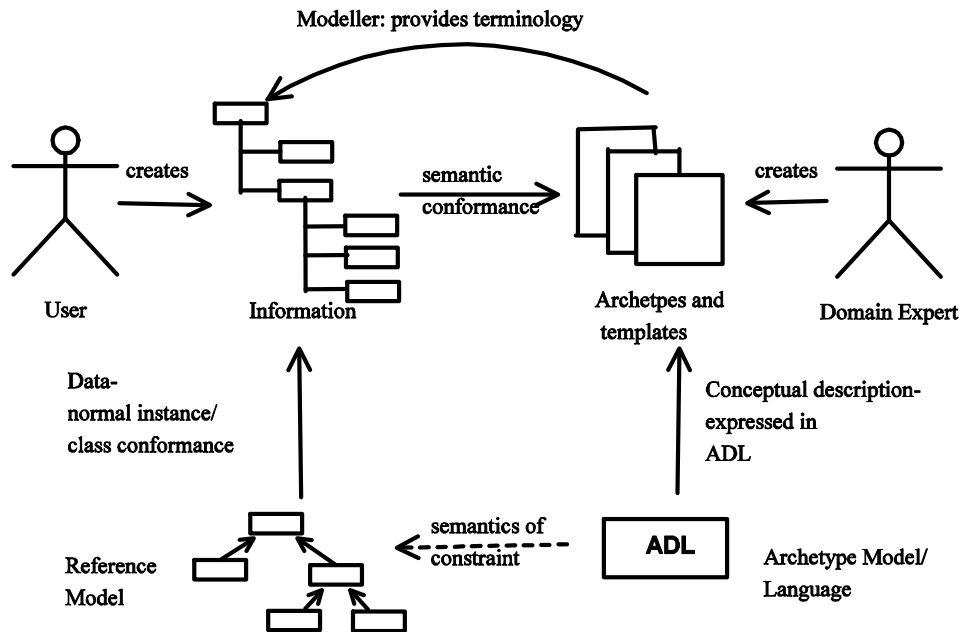 Modeller: provides terminology
creates
semantic
conformance
creates
User
Information
Archetpes and
templates
Domain Expert
Data-
normal instance/
class conformance
Conceptual description-
expressed in
ADL
Reference
Model
semantics of
constraint
ADL
Archetype Model/
Language